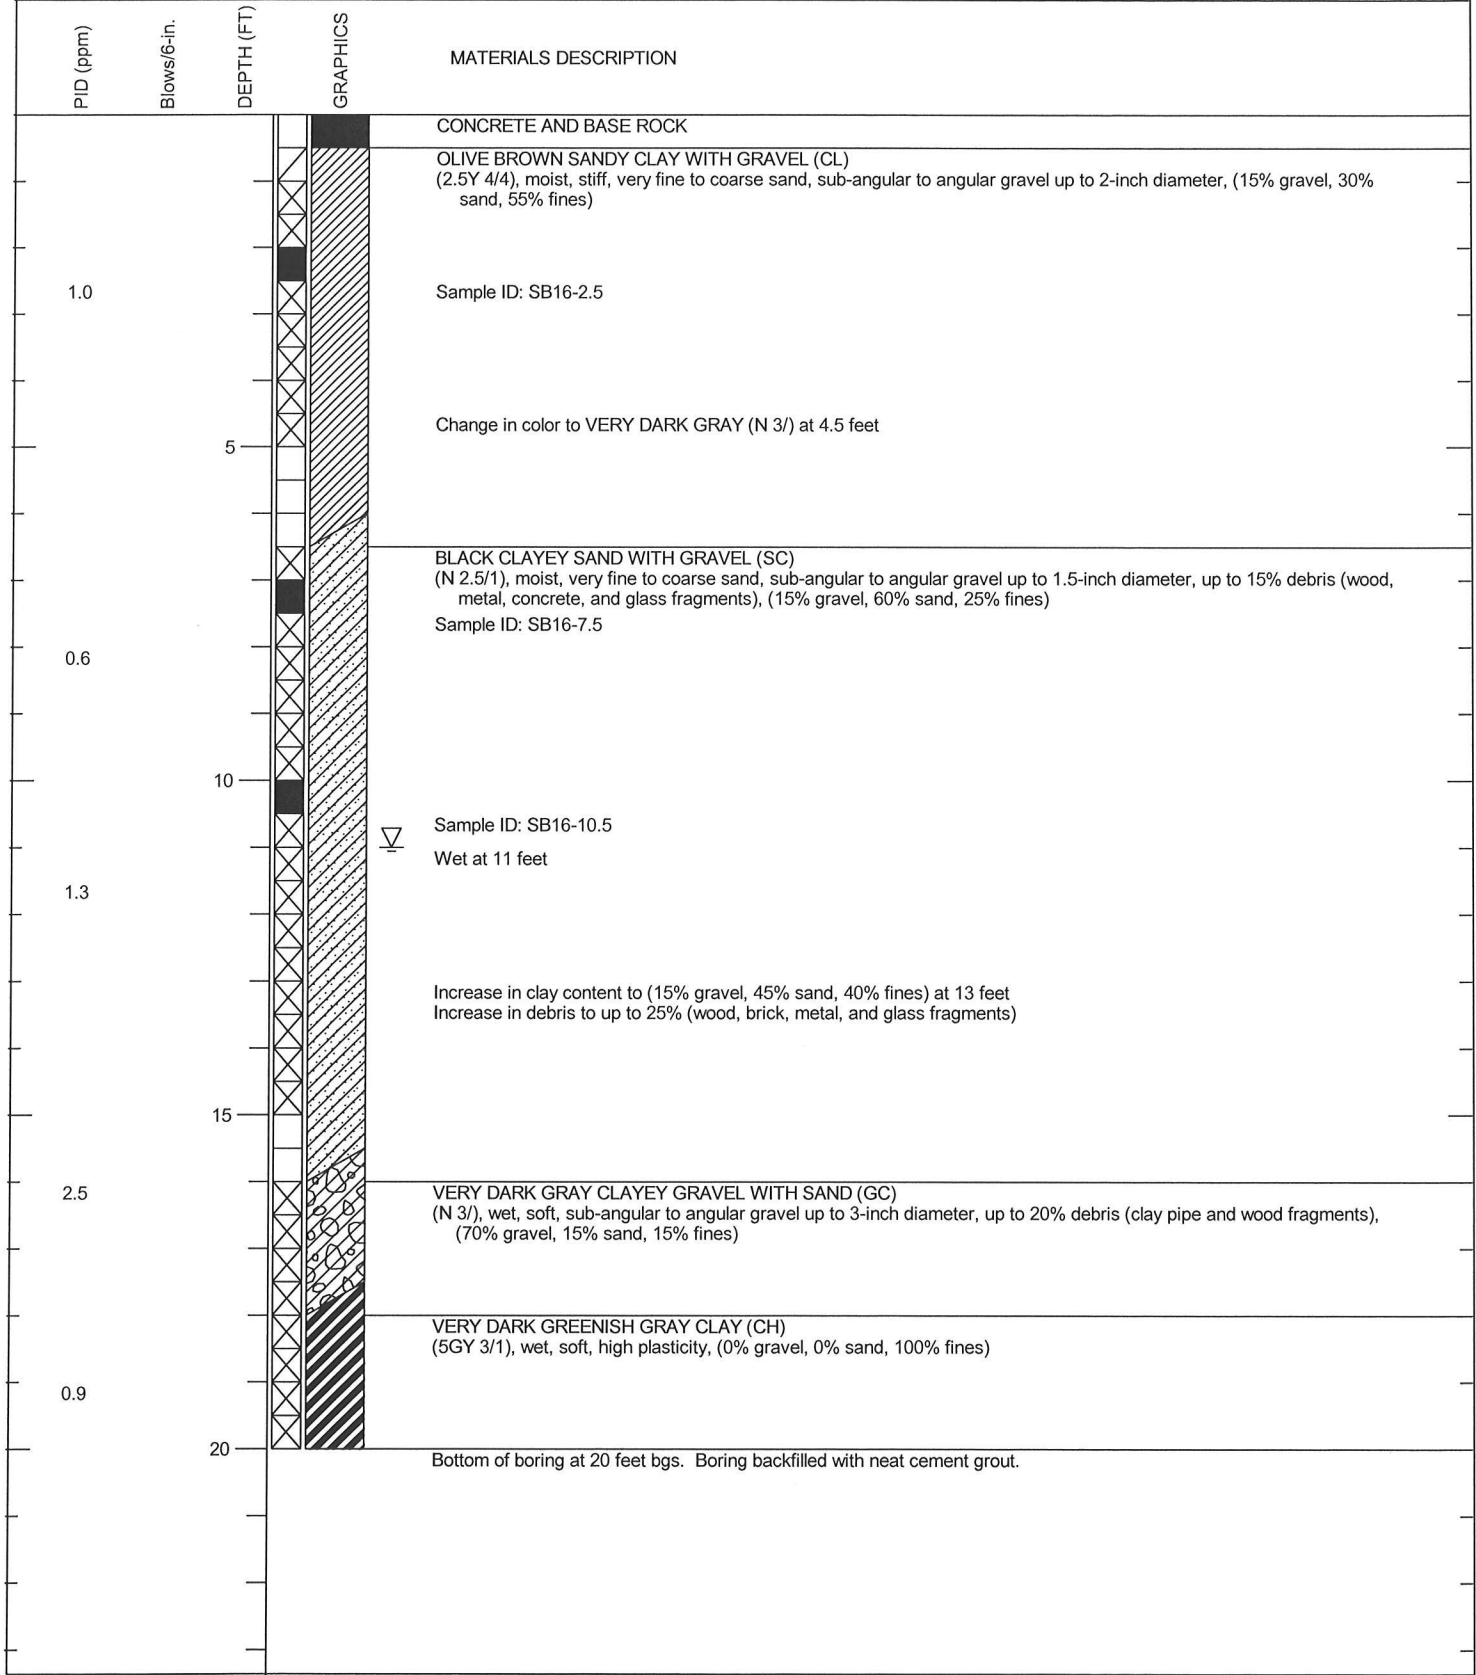 PID (ppm)
Blows/6-in.
DEPTH (FT)
GRAPHICS
MATERIALS DESCRIPTION
CONCRETE AND BASE ROCK
OLIVE BROWN SANDY CLAY WITH GRAVEL (CL)
(2.5Y 4/4), moist, stiff, very fine to coarse sand, sub-angular to angular gravel up to 2-inch diameter, (15% gravel, 30%
sand, 55% fines)
1.0
Sample ID: SB16-2.5
Change in color to VERY DARK GRAY (N 3/) at 4.5 feet
5
BLACK CLAYEY SAND WITH GRAVEL (SC)
(N 2.5/1), moist, very fine to coarse sand, sub-angular to angular gravel up to 1.5-inch diameter, up to 15% debris (wood,
metal, concrete, and glass fragments), (15% gravel, 60% sand, 25% fines)
Sample ID: SB16-7.5
0.6
10
Sample ID: SB16-10.5
Wet at 11 feet
1.3
Increase in clay content to (15% gravel, 45% sand, 40% fines) at 13 feet
Increase in debris to up to 25% (wood, brick, metal, and glass fragments)
15
2.5
VERY DARK GRAY CLAYEY GRAVEL WITH SAND (GC)
(N 3/), wet, soft, sub-angular to angular gravel up to 3-inch diameter, up to 20% debris (clay pipe and wood fragments),
(70% gravel, 15% sand, 15% fines)
VERY DARK GREENISH GRAY CLAY (CH)
(5GY 3/1), wet, soft, high plasticity, (0% gravel, 0% sand, 100% fines)
0.9
20
Bottom of boring at 20 feet bgs. Boring backfilled with neat cement grout.